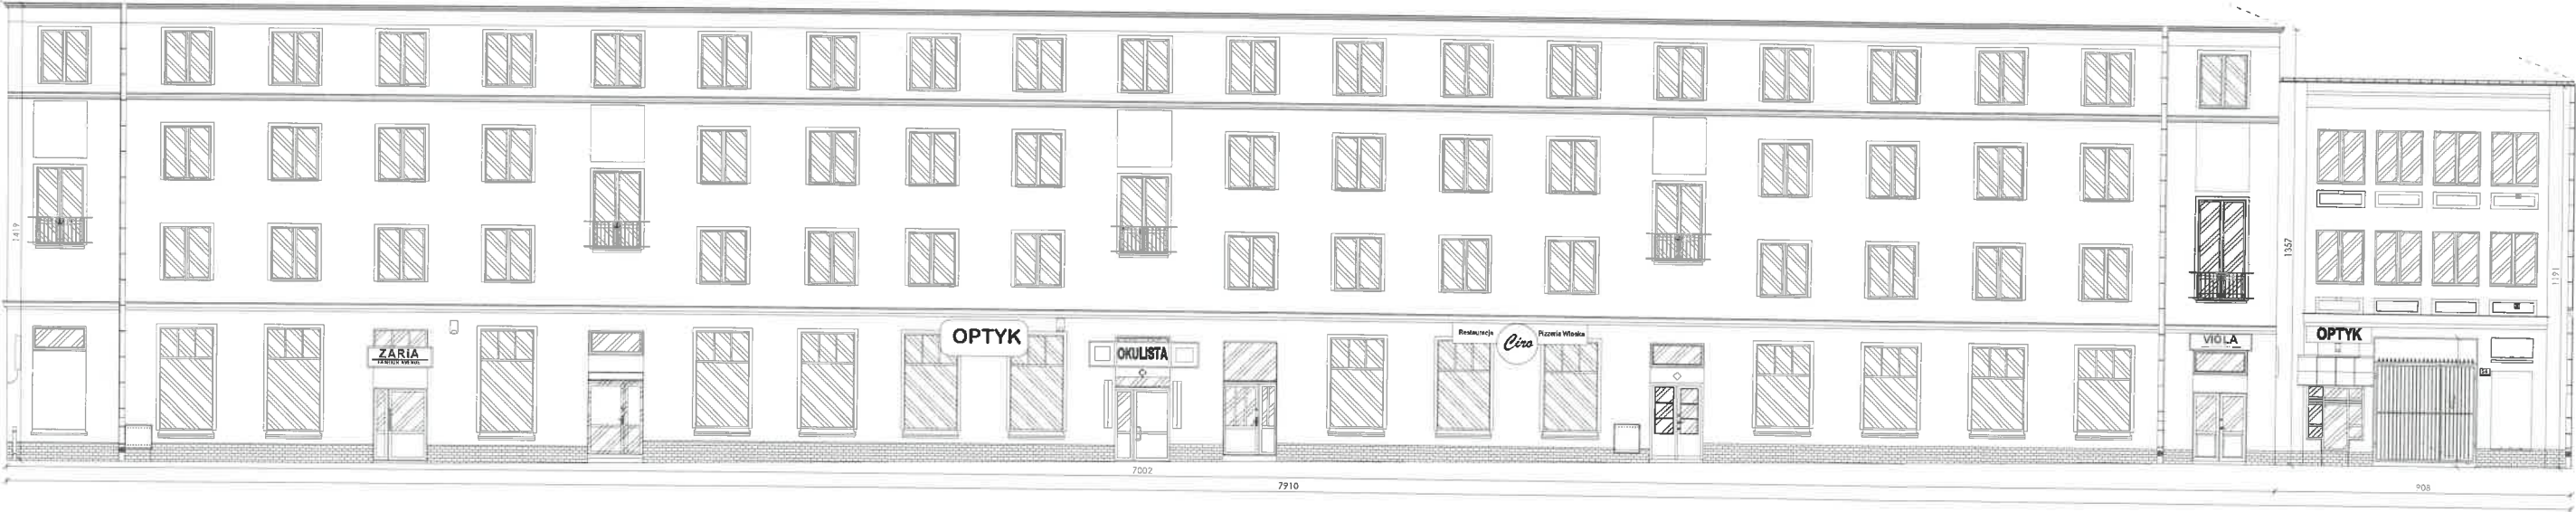 1419
1357
1191
ZARIA
OPTYK
OKULISTA
Restauracja
Ciro
Pizzeria Włoska
VIOLA
OPTYK
7002
7910
908